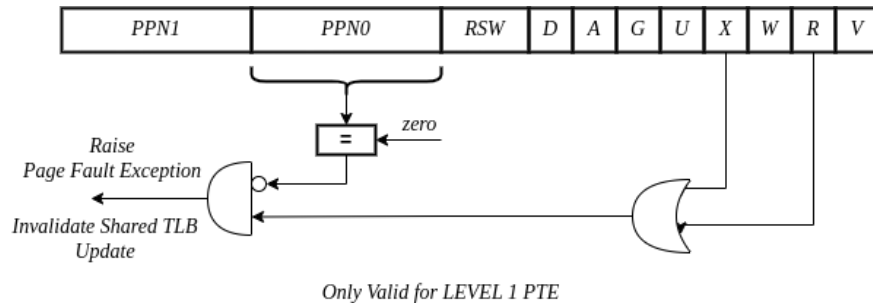 PPN1 PPN0 RSW D A G U X W R V
zero
=
Raise
Page Fault Exception
Invalidate Shared TLB
Update
Only Valid for LEVEL 1 PTE